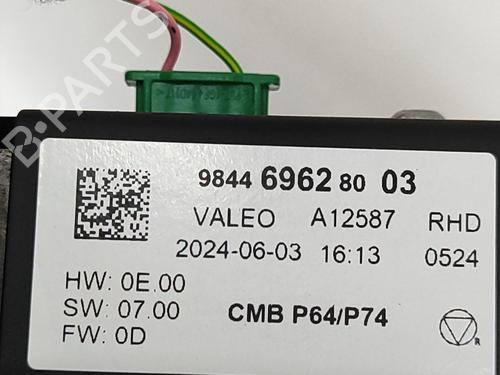 B-PARTS
9844 6962 80 03
VALEO A12587 RHD
2024-06-03 16:13 0524
HW: 0E.00
SW: 07.00
FW: 0D
CMB P64/P74
R